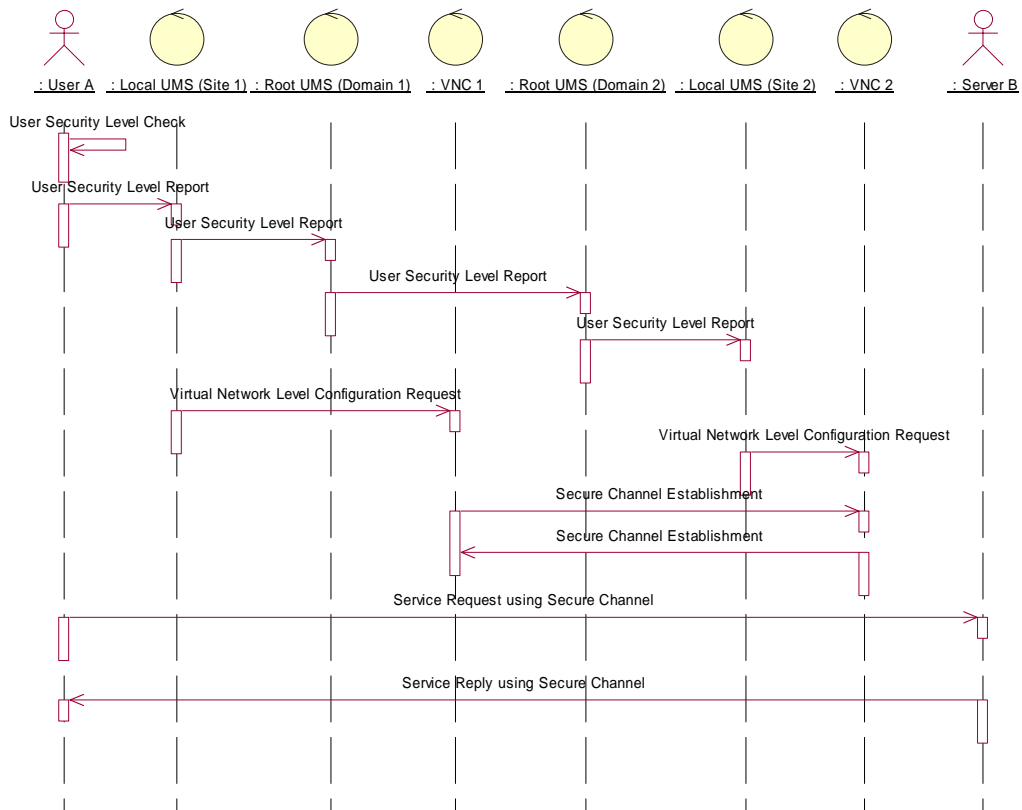 : User A
: Local UMS (Site 1)
: Root UMS (Domain 1)
: VNC 1
: Root UMS (Domain 2)
: Local UMS (Site 2)
: VNC 2
: Server B
User Security Level Check
User Security Level Report
User Security Level Report
User Security Level Report
User Security Level Report
Virtual Network Level Configuration Request
Virtual Network Level Configuration Request
Secure Channel Establishment
Secure Channel Establishment
Service Request using Secure Channel
Service Reply using Secure Channel